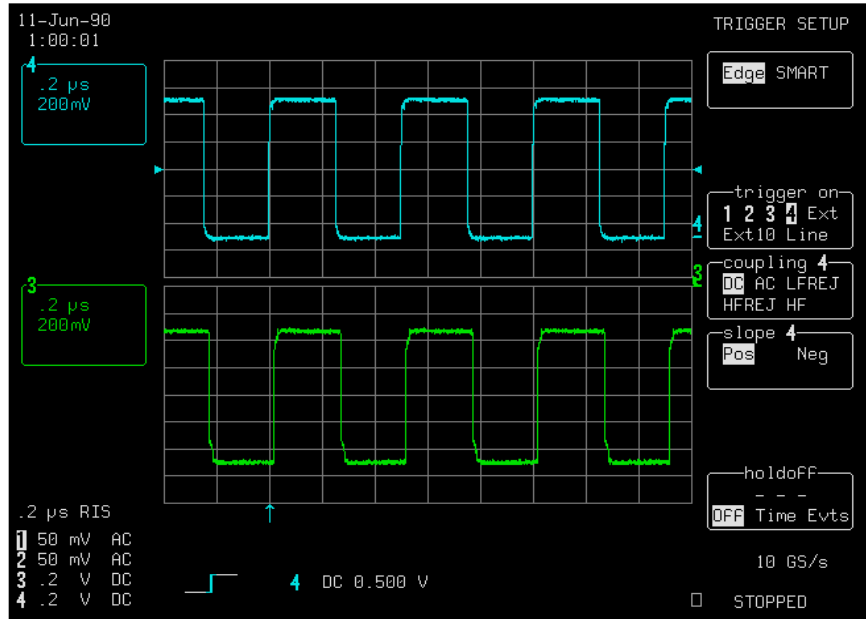 11-Jun-90
1:00:01
TRIGGER SETUP
4
.2 µs
200mV
Edge SMART
trigger on
1 2 3 4 Ext
Ext10 Line
4
coupling 4
DC AC LFREJ
HFREJ HF
3
3
.2 µs
200mV
slope 4
Pos Neg
holdoff
- - -
OFF Time Evts
.2 µs RIS
1 50 mV AC
2 50 mV AC
3 .2 V DC
4 .2 V DC
4 DC 0.500 V
10 GS/s
STOPPED